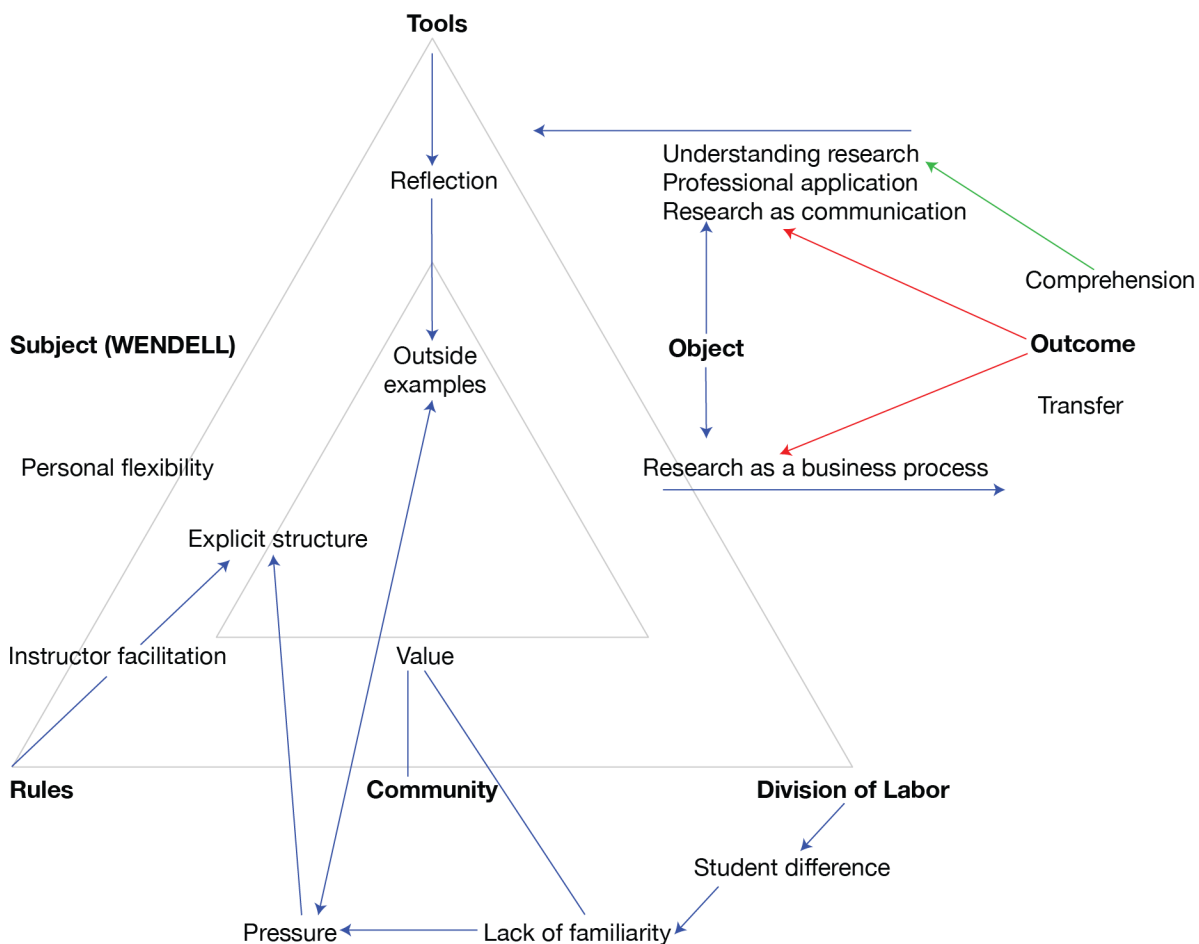 Tools
Understanding research
Professional application
Research as communication
Reflection
Comprehension
Subject (WENDELL)
Outside
examples
Object
Outcome
Transfer
Personal flexibility
Research as a business process
Explicit structure
Instructor facilitation
Value
Rules
Community
Division of Labor
Student difference
Pressure
Lack of familiarity